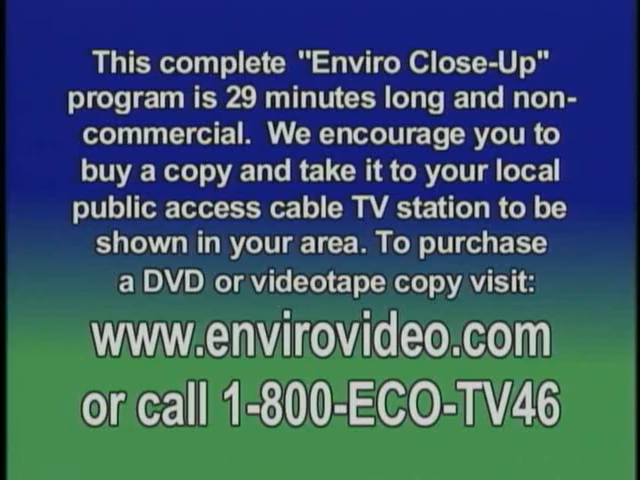 This complete "Enviro Close-Up"
program is 29 minutes long and non-
commercial.  We encourage you to
buy a copy and take it to your local
public access cable TV station to be
shown in your area. To purchase
a DVD or videotape copy visit:
www.envirovideo.com
or call 1-800-ECO-TV46